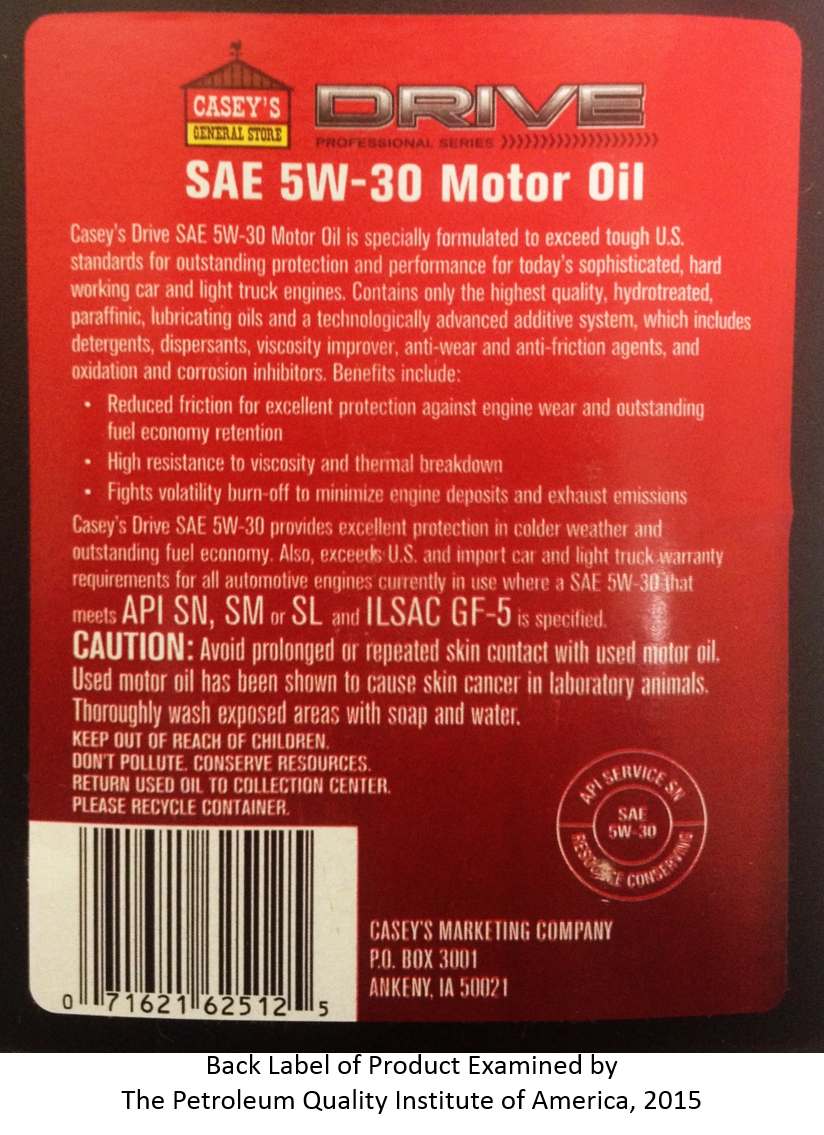 CASEY'S
GENERAL STORE
DRIVE
PROFESSIONAL SERIES
SAE 5W-30 Motor Oil
Casey's Drive SAE 5W-30 Motor Oil is specially formulated to exceed tough U.S.
standards for outstanding protection and performance for today's sophisticated, hard
working car and light truck engines. Contains only the highest quality, hydrotreated,
paraffinic, lubricating oils and a technologically advanced additive system, which includes
detergents, dispersants, viscosity improver, anti-wear and anti-friction agents, and
oxidation and corrosion inhibitors. Benefits include:
• Reduced friction for excellent protection against engine wear and outstanding
fuel economy retention
• High resistance to viscosity and thermal breakdown
• Fights volatility burn-off to minimize engine deposits and exhaust emissions
Casey's Drive SAE 5W-30 provides excellent protection in colder weather and
outstanding fuel economy. Also, exceeds U.S. and import car and light truck warranty
requirements for all automotive engines currently in use where a SAE 5W-30 that
meets API SN, SM or SL and ILSAC GF-5 is specified.
CAUTION: Avoid prolonged or repeated skin contact with used motor oil.
Used motor oil has been shown to cause skin cancer in laboratory animals.
Thoroughly wash exposed areas with soap and water.
KEEP OUT OF REACH OF CHILDREN.
DON'T POLLUTE. CONSERVE RESOURCES.
RETURN USED OIL TO COLLECTION CENTER.
PLEASE RECYCLE CONTAINER.
API SERVICE SN
SAE
5W-30
RESOURCE CONSERVING
CASEY'S MARKETING COMPANY
P.O. BOX 3001
ANKENY, IA 50021
0 71621 62512 5
Back Label of Product Examined by
The Petroleum Quality Institute of America, 2015